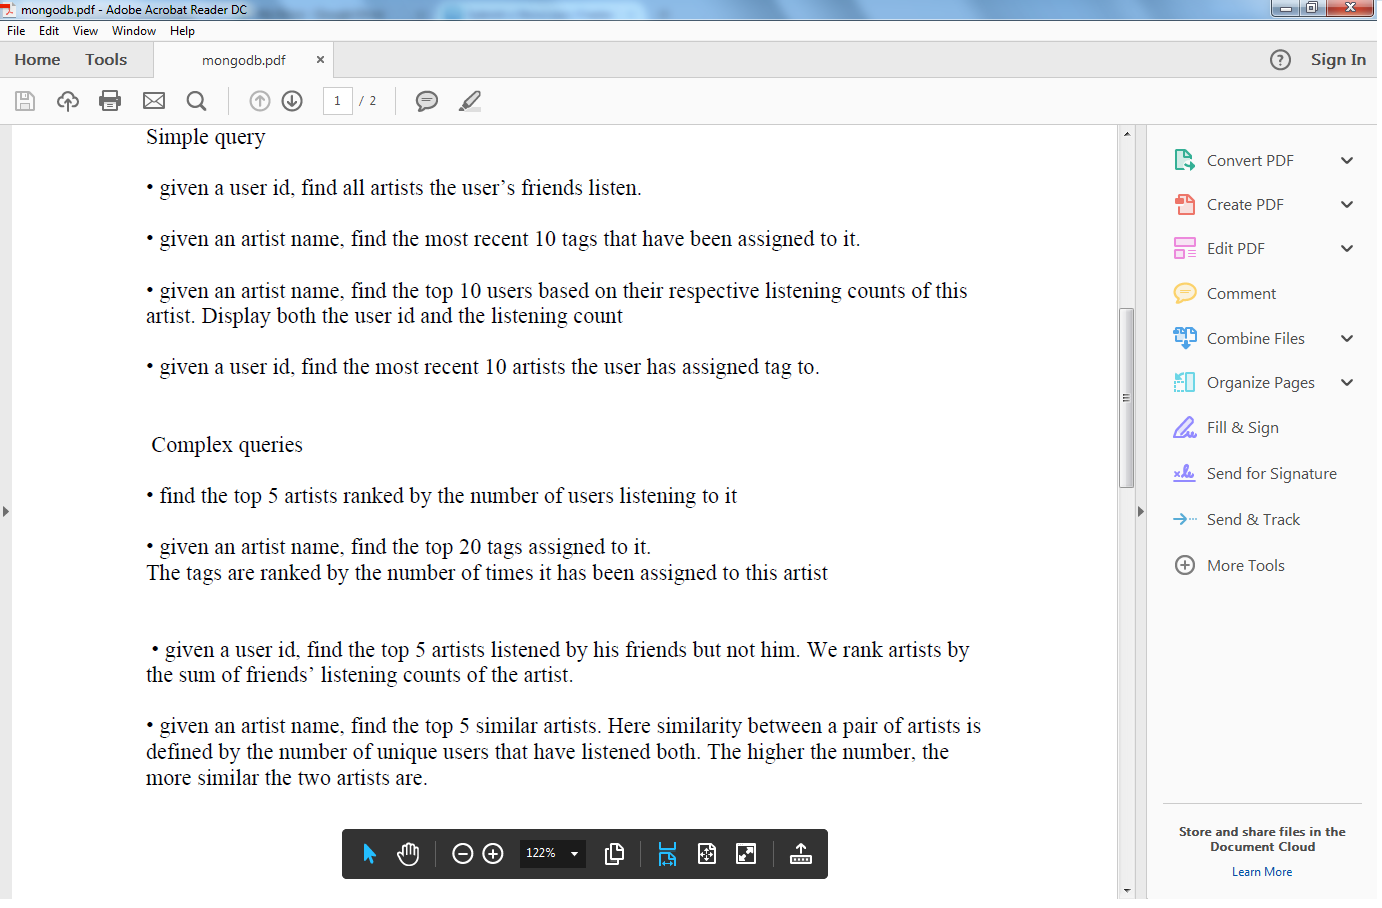 mongodb.pdf - Adobe Acrobat Reader DC
File Edit View Window Help
Home Tools mongodb.pdf × ? Sign In
1 / 2
Simple query
• given a user id, find all artists the user’s friends listen.
• given an artist name, find the most recent 10 tags that have been assigned to it.
• given an artist name, find the top 10 users based on their respective listening counts of this
artist. Display both the user id and the listening count
• given a user id, find the most recent 10 artists the user has assigned tag to.
Complex queries
• find the top 5 artists ranked by the number of users listening to it
• given an artist name, find the top 20 tags assigned to it.
The tags are ranked by the number of times it has been assigned to this artist
• given a user id, find the top 5 artists listened by his friends but not him. We rank artists by
the sum of friends’ listening counts of the artist.
• given an artist name, find the top 5 similar artists. Here similarity between a pair of artists is
defined by the number of unique users that have listened both. The higher the number, the
more similar the two artists are.
122%
Convert PDF
Create PDF
Edit PDF
Comment
Combine Files
Organize Pages
Fill & Sign
Send for Signature
Send & Track
More Tools
Store and share files in the
Document Cloud
Learn More